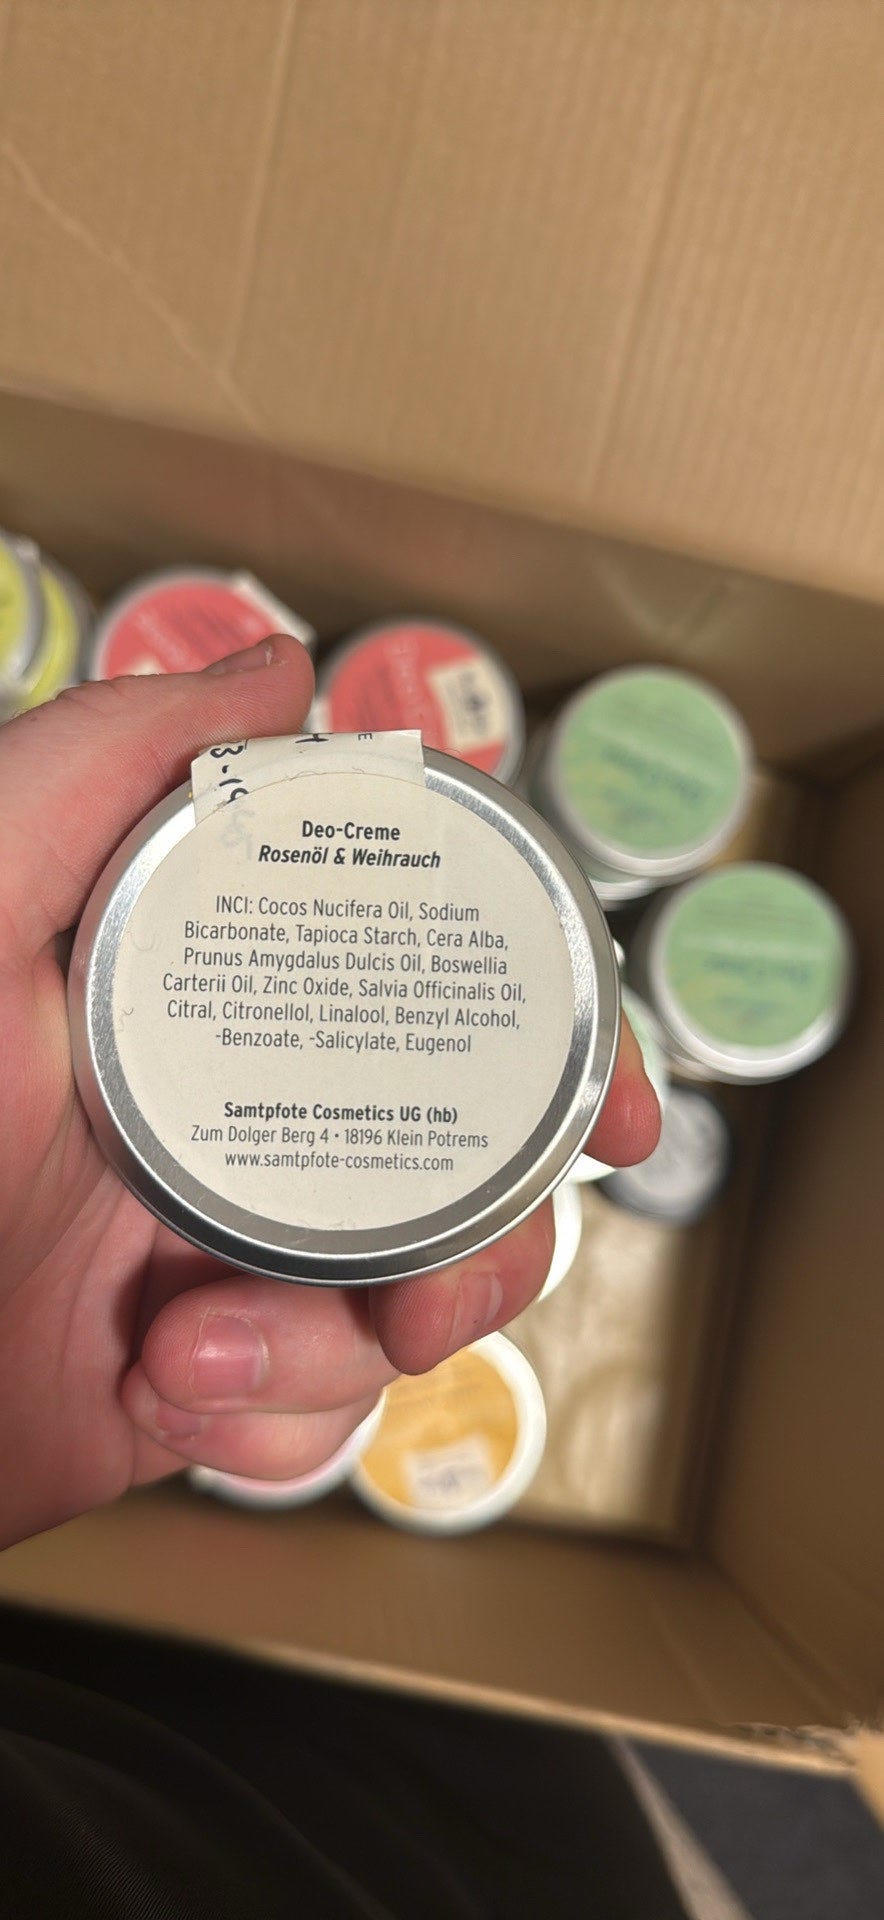 Deo-Creme
Rosenöl & Weihrauch
INCI: Cocos Nucifera Oil, Sodium
Bicarbonate, Tapioca Starch, Cera Alba,
Prunus Amygdalus Dulcis Oil, Boswellia
Carterii Oil, Zinc Oxide, Salvia Officinalis Oil,
Citral, Citronellol, Linalool, Benzyl Alcohol,
-Benzoate, -Salicylate, Eugenol
Samtpfote Cosmetics UG (hb)
Zum Dolger Berg 4 • 18196 Klein Potrems
www.samtpfote-cosmetics.com